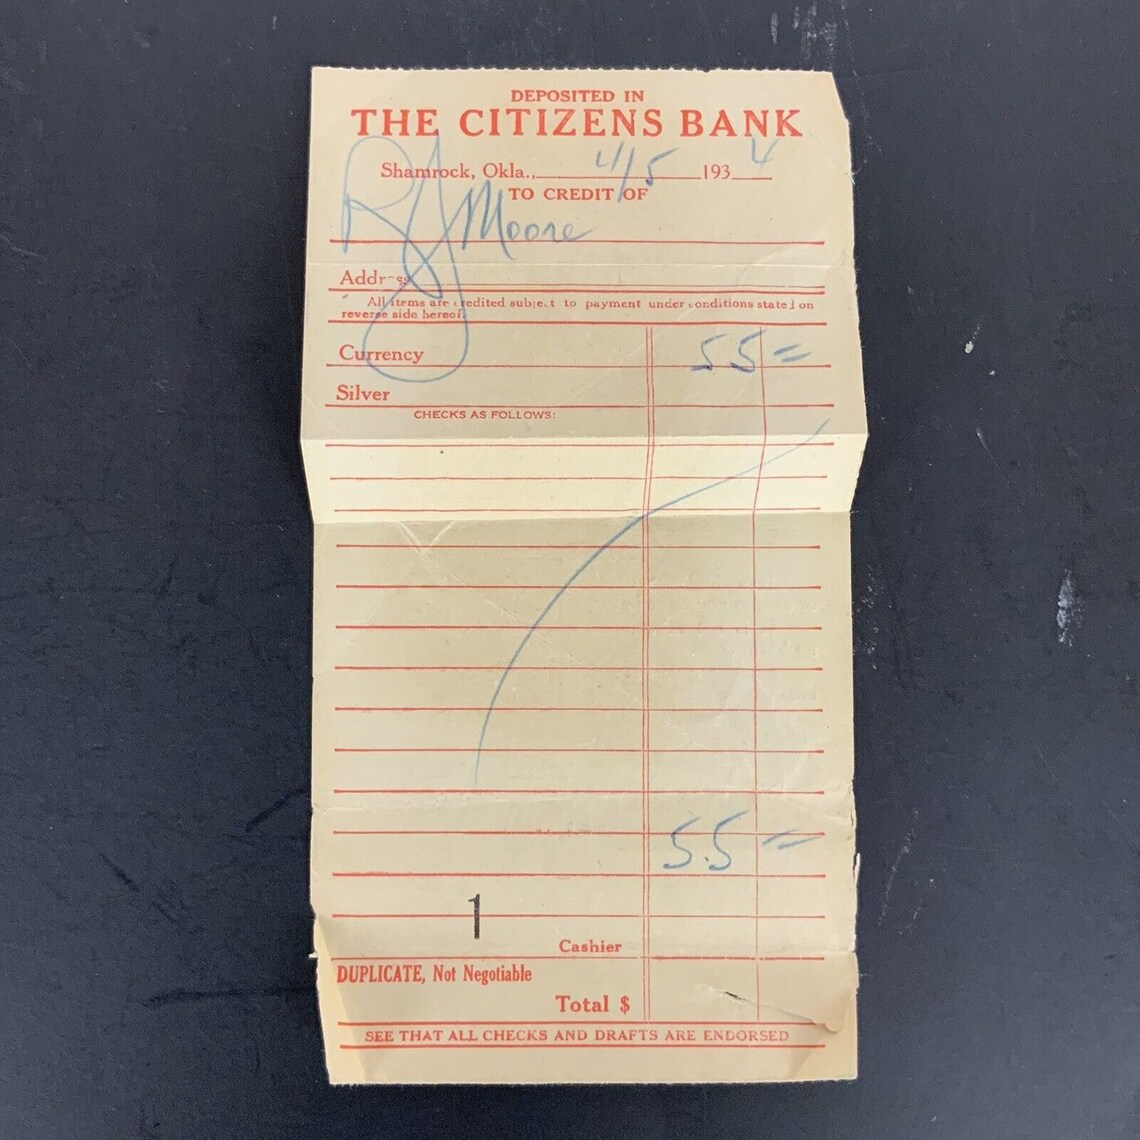 DEPOSITED IN
THE CITIZENS BANK
Shamrock, Okla., 4/5 193 4
TO CREDIT OF
R J Moore
Address
All items are credited subject to payment under conditions stated on
reverse side hereof.
Currency 55 =
Silver
CHECKS AS FOLLOWS:
55 =
1
Cashier
DUPLICATE, Not Negotiable
Total $
SEE THAT ALL CHECKS AND DRAFTS ARE ENDORSED